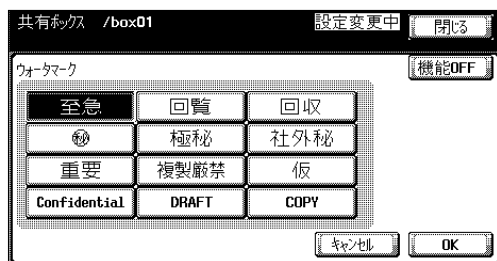 共有ﾎﾞｯｸｽ /box01 設定変更中 閉じる
ｳｫｰﾀｰﾏｰｸ 機能OFF
至急 回覧 回収
㊙ 極秘 社外秘
重要 複製厳禁 仮
Confidential DRAFT COPY
ｷｬﾝｾﾙ OK